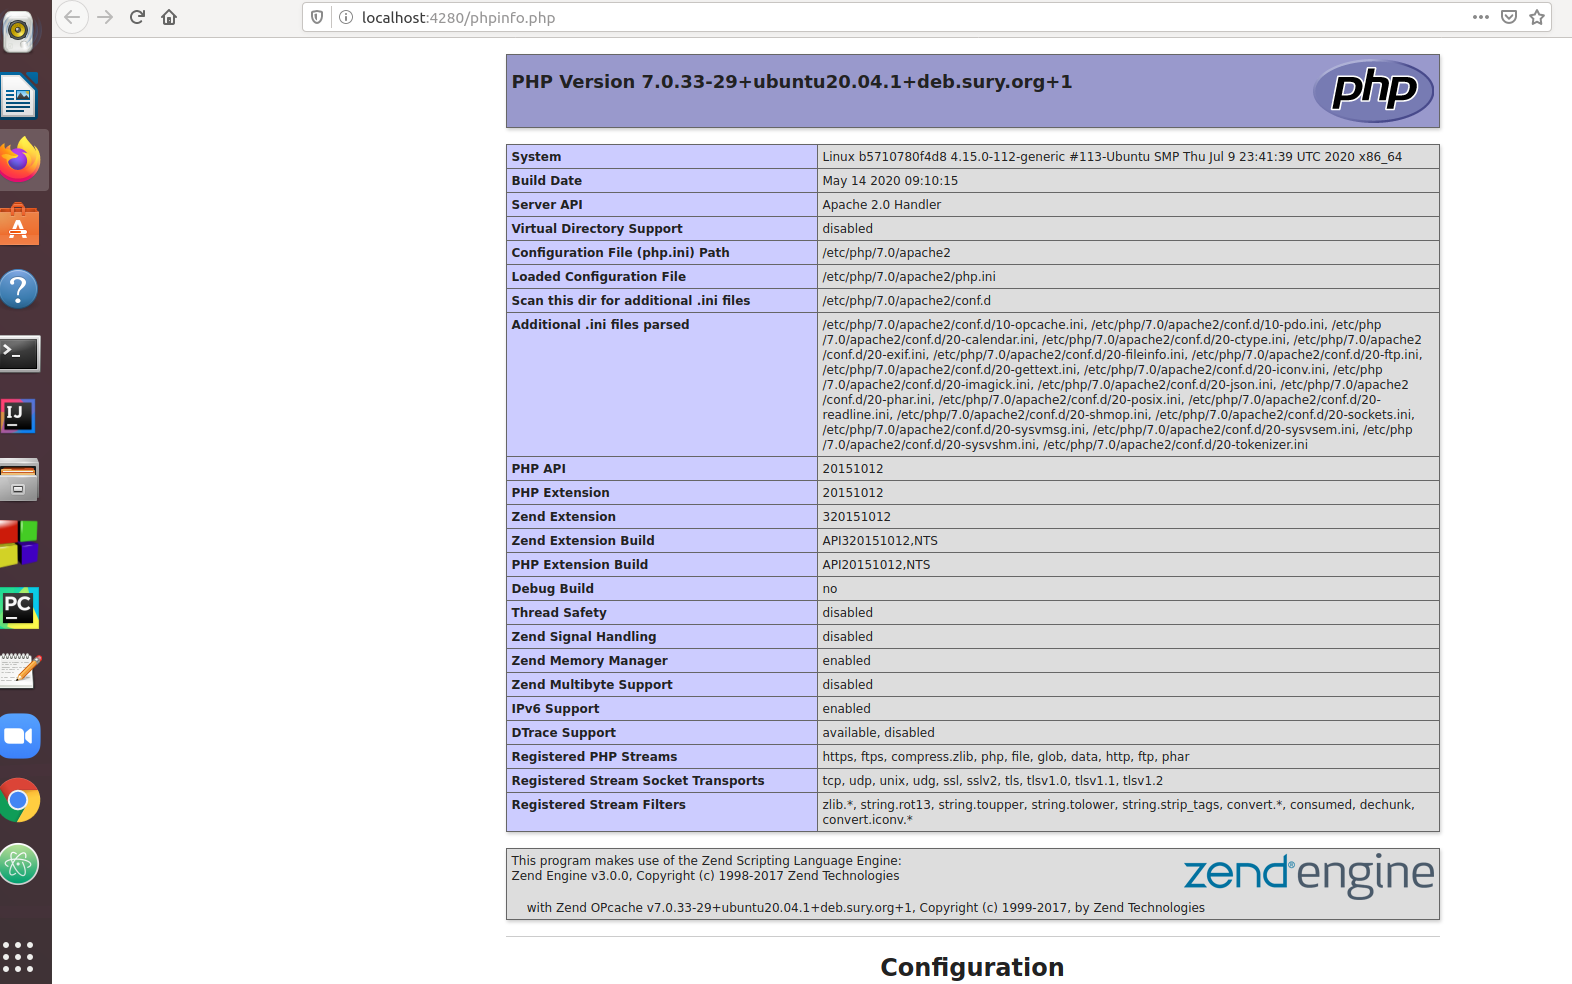 localhost:4280/phpinfo.php
PHP Version 7.0.33-29+ubuntu20.04.1+deb.sury.org+1
php
System Linux b5710780f4d8 4.15.0-112-generic #113-Ubuntu SMP Thu Jul 9 23:41:39 UTC 2020 x86_64
Build Date May 14 2020 09:10:15
Server API Apache 2.0 Handler
Virtual Directory Support disabled
Configuration File (php.ini) Path /etc/php/7.0/apache2
Loaded Configuration File /etc/php/7.0/apache2/php.ini
Scan this dir for additional .ini files /etc/php/7.0/apache2/conf.d
Additional .ini files parsed /etc/php/7.0/apache2/conf.d/10-opcache.ini, /etc/php/7.0/apache2/conf.d/10-pdo.ini, /etc/php
/7.0/apache2/conf.d/20-calendar.ini, /etc/php/7.0/apache2/conf.d/20-ctype.ini, /etc/php/7.0/apache2
/conf.d/20-exif.ini, /etc/php/7.0/apache2/conf.d/20-fileinfo.ini, /etc/php/7.0/apache2/conf.d/20-ftp.ini,
/etc/php/7.0/apache2/conf.d/20-gettext.ini, /etc/php/7.0/apache2/conf.d/20-iconv.ini, /etc/php
/7.0/apache2/conf.d/20-imagick.ini, /etc/php/7.0/apache2/conf.d/20-json.ini, /etc/php/7.0/apache2
/conf.d/20-phar.ini, /etc/php/7.0/apache2/conf.d/20-posix.ini, /etc/php/7.0/apache2/conf.d/20-
readline.ini, /etc/php/7.0/apache2/conf.d/20-shmop.ini, /etc/php/7.0/apache2/conf.d/20-sockets.ini,
/etc/php/7.0/apache2/conf.d/20-sysvmsg.ini, /etc/php/7.0/apache2/conf.d/20-sysvsem.ini, /etc/php
/7.0/apache2/conf.d/20-sysvshm.ini, /etc/php/7.0/apache2/conf.d/20-tokenizer.ini
PHP API 20151012
PHP Extension 20151012
Zend Extension 320151012
Zend Extension Build API320151012,NTS
PHP Extension Build API20151012,NTS
Debug Build no
Thread Safety disabled
Zend Signal Handling disabled
Zend Memory Manager enabled
Zend Multibyte Support disabled
IPv6 Support enabled
DTrace Support available, disabled
Registered PHP Streams https, ftps, compress.zlib, php, file, glob, data, http, ftp, phar
Registered Stream Socket Transports tcp, udp, unix, udg, ssl, sslv2, tls, tlsv1.0, tlsv1.1, tlsv1.2
Registered Stream Filters zlib.*, string.rot13, string.toupper, string.tolower, string.strip_tags, convert.*, consumed, dechunk,
convert.iconv.*
This program makes use of the Zend Scripting Language Engine:
Zend Engine v3.0.0, Copyright (c) 1998-2017 Zend Technologies
with Zend OPcache v7.0.33-29+ubuntu20.04.1+deb.sury.org+1, Copyright (c) 1999-2017, by Zend Technologies
zend® engine
Configuration
IJ
PC